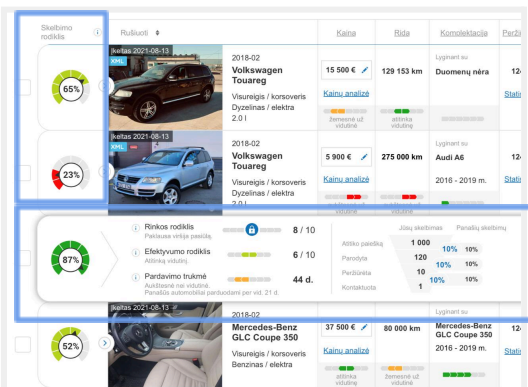 Skelbimo
rodiklis
Rušiuoti
Kaina
Rida
Komplektacija
Įkeltas 2021-08-13
XML
65%
2018-02
Volkswagen
Touareg
Visureigis / korsoveris
Dyzelinas / elektra
2.0 l
15 500 €
Kainų analizė
žemesnė už
vidutinę
129 153 km
atitinka
vidutinę
Lyginant su
Duomenų nėra
Įkeltas 2021-08-13
XML
23%
2018-02
Volkswagen
Touareg
Visureigis / korsoveris
Dyzelinas / elektra
5 900 €
Kainų analizė
275 000 km
Lyginant su
Audi A6
2016 - 2019 m.
87%
Rinkos rodiklis
Paklausa viršija pasiūlą.
8 / 10
Efektyvumo rodiklis
Atitinka vidutinį.
6 / 10
Pardavimo trukmė
Aukštesnė nei vidutinė.
Panašūs automobiliai parduodami per vid. 21 d.
44 d.
Jūsų skelbimas
Panašų skelbimų
Atitiko paiešką
1 000
10%
10%
Parodyta
120
10%
10%
Peržiūrėta
10
10%
10%
Kontaktuota
1
Įkeltas 2021-08-13
52%
2018-02
Mercedes-Benz
GLC Coupe 350
Visureigis / korsoveris
Benzinas / elektra
37 500 €
Kainų analizė
atitinka
vidutinę
80 000 km
žemesnė už
vidutinę
Lyginant su
Mercedes-Benz
GLC Coupe 350
2016 - 2019 m.